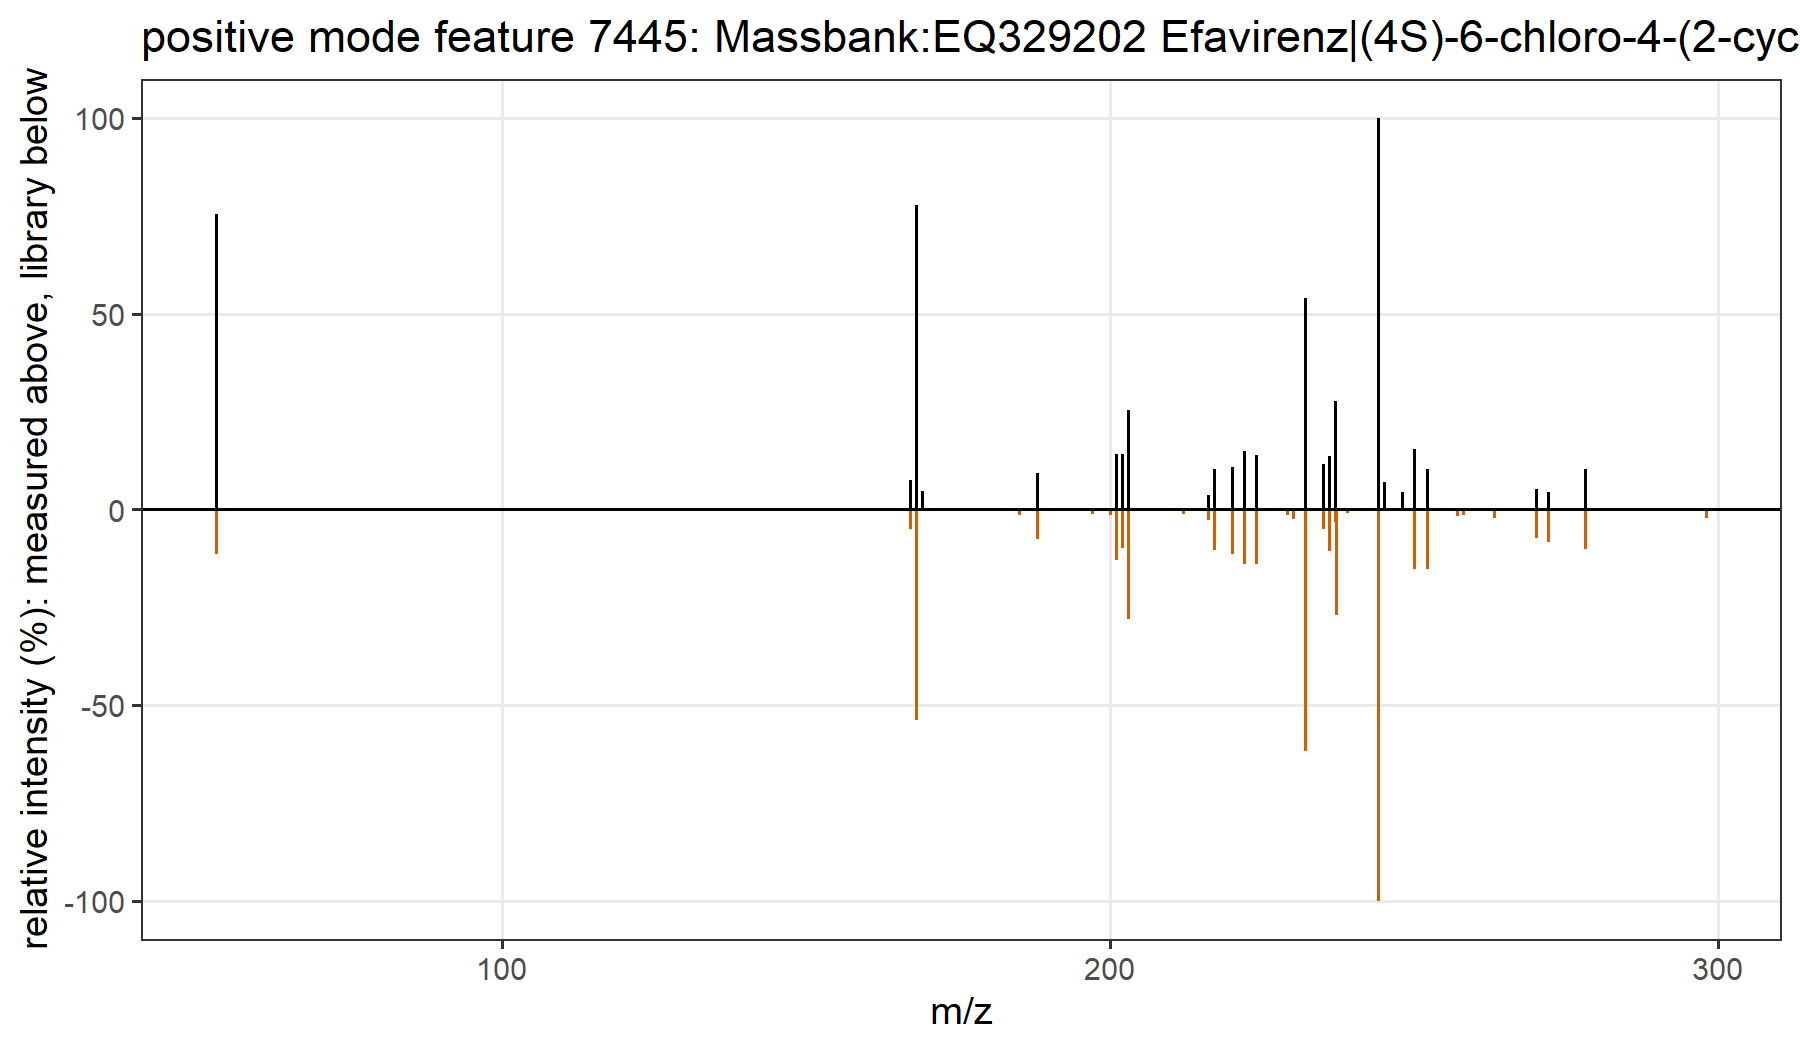 positive mode feature 7445: Massbank:EQ329202 Efavirenz|(4S)-6-chloro-4-(2-cyc
relative intensity (%): measured above, library below
100
50
0
-50
-100
100
200
300
m/z